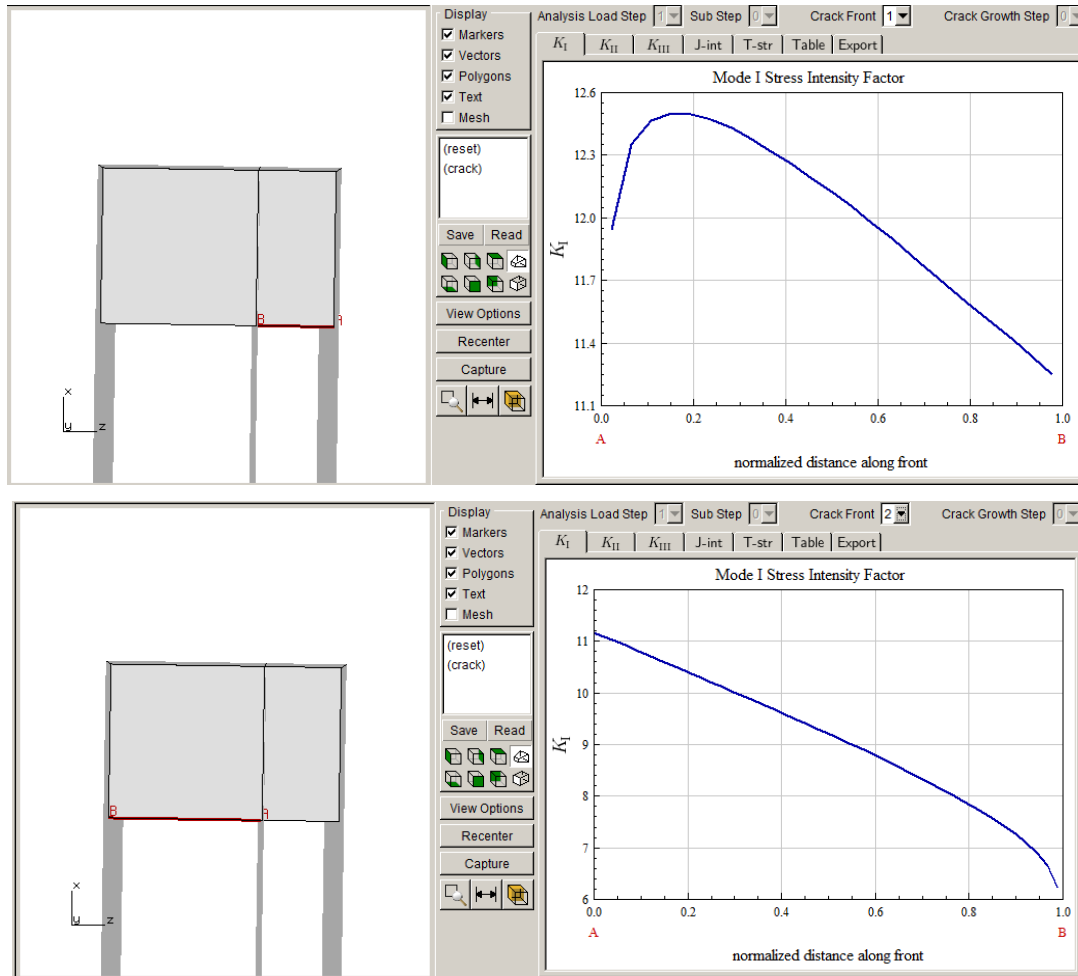 Display
Markers
Vectors
Polygons
Text
Mesh
(reset)
(crack)
Save Read
View Options
Recenter
Capture
x
y z
B A
Analysis Load Step 1 Sub Step 0 Crack Front 1 Crack Growth Step 0
KI KII KIII J-int T-str Table Export
Mode I Stress Intensity Factor
12.6
12.3
12.0
11.7
11.4
11.1
KI
0.0 0.2 0.4 0.6 0.8 1.0
A B
normalized distance along front
Display
Markers
Vectors
Polygons
Text
Mesh
(reset)
(crack)
Save Read
View Options
Recenter
Capture
x
y z
B A
Analysis Load Step 1 Sub Step 0 Crack Front 2 Crack Growth Step 0
KI KII KIII J-int T-str Table Export
Mode I Stress Intensity Factor
12
11
10
9
8
7
6
KI
0.0 0.2 0.4 0.6 0.8 1.0
A B
normalized distance along front